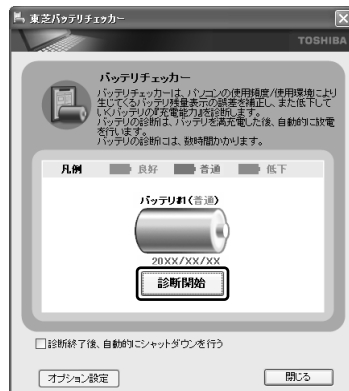 東芝バッテリチェッカー
TOSHIBA
バッテリチェッカー
バッテリチェッカーは、パソコンの使用頻度/使用環境により
生じてくるバッテリ残量表示の誤差を補正し、また低下して
いくバッテリの『充電能力』を診断します。
バッテリの診断は、バッテリを満充電した後、自動的に放電
を行います。
バッテリの診断には、数時間かかります。
凡例 良好 普通 低下
バッテリ#1(普通)
20XX/XX/XX
診断開始
診断終了後、自動的にシャットダウンを行う
オプション設定 閉じる